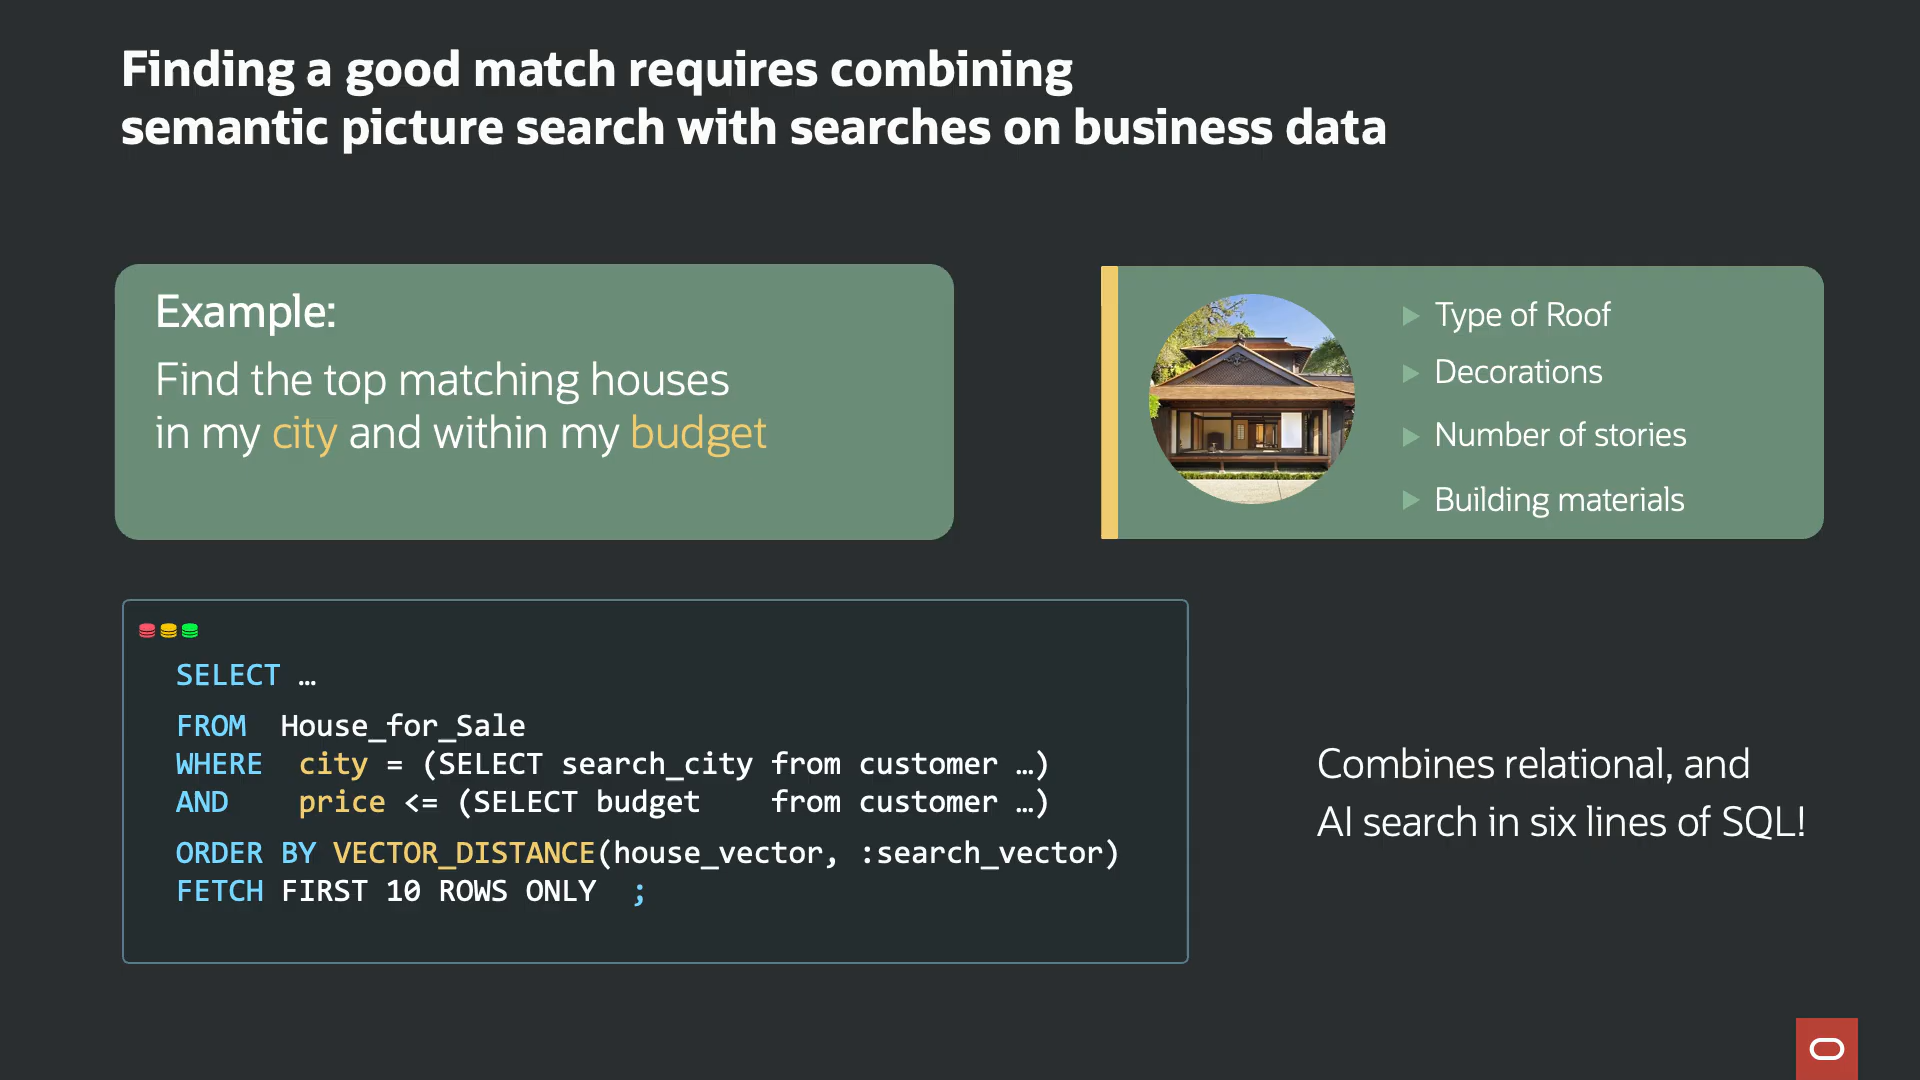 Finding a good match requires combining
semantic picture search with searches on business data
Example:
Find the top matching houses
in my city and within my budget
Type of Roof
Decorations
Number of stories
Building materials
SELECT …
FROM House_for_Sale
WHERE city = (SELECT search_city from customer …)
AND price <= (SELECT budget from customer …)
ORDER BY VECTOR_DISTANCE(house_vector, :search_vector)
FETCH FIRST 10 ROWS ONLY ;
Combines relational, and
AI search in six lines of SQL!